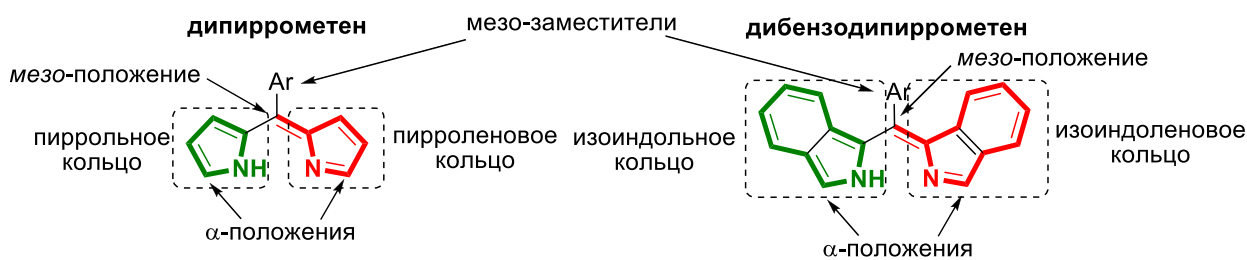 дипиррометен
мезо-заместители
дибензодипиррометен
мезо-положение
Ar
пиррольное
кольцо
NH
N
пирроленовое
кольцо
α-положения
мезо-положение
Ar
изоиндольное
кольцо
NH
N
изоиндоленовое
кольцо
α-положения